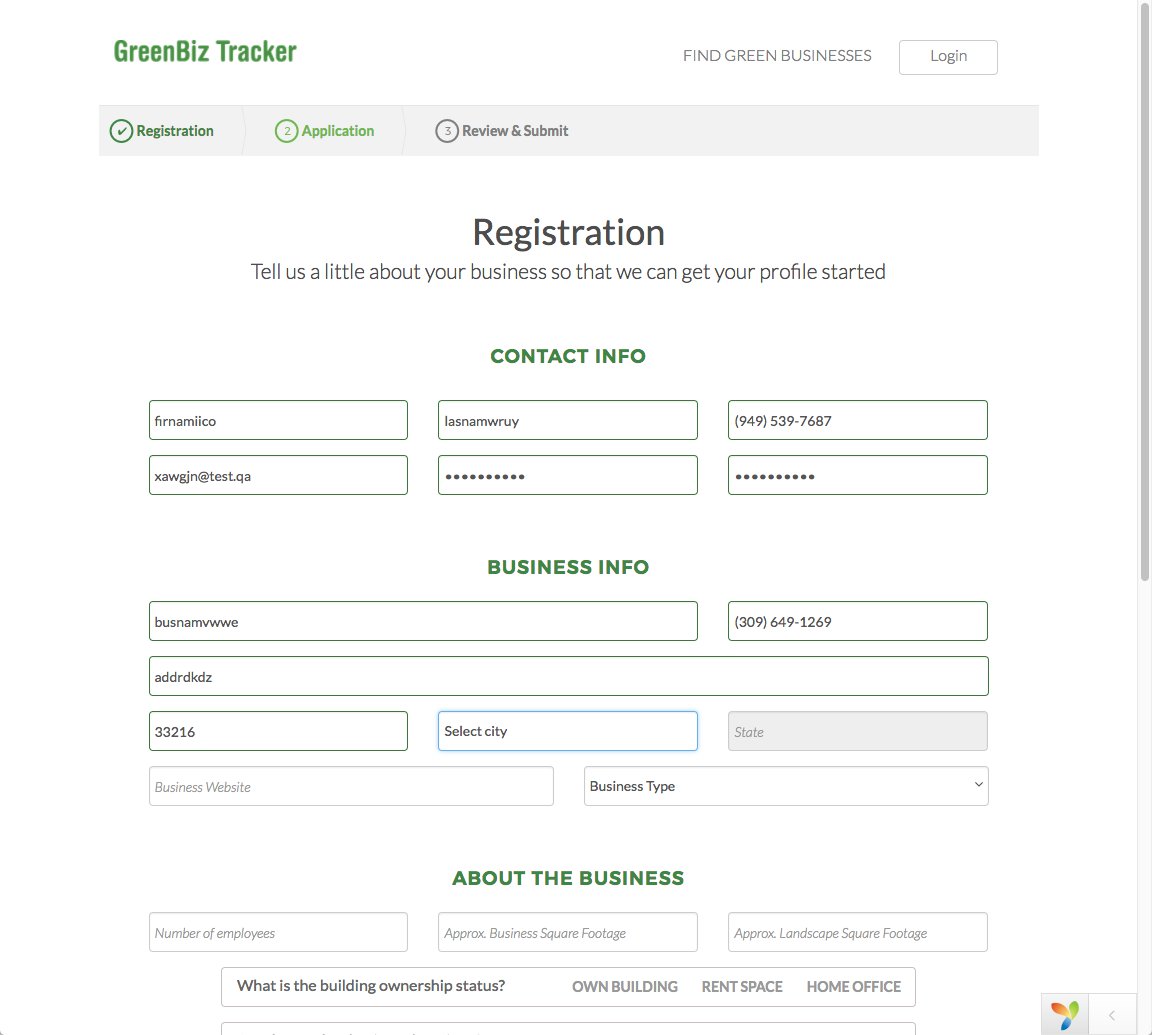 GreenBiz Tracker
FIND GREEN BUSINESSES
Login
Registration
2 Application
3 Review & Submit
Registration
Tell us a little about your business so that we can get your profile started
CONTACT INFO
firnamiico
lasnamwruy
(949) 539-7687
xawgjn@test.qa
••••••••••
••••••••••
BUSINESS INFO
busnamvwwe
(309) 649-1269
addrdkdz
33216
Select city
State
Business Website
Business Type
ABOUT THE BUSINESS
Number of employees
Approx. Business Square Footage
Approx. Landscape Square Footage
What is the building ownership status?
OWN BUILDING
RENT SPACE
HOME OFFICE